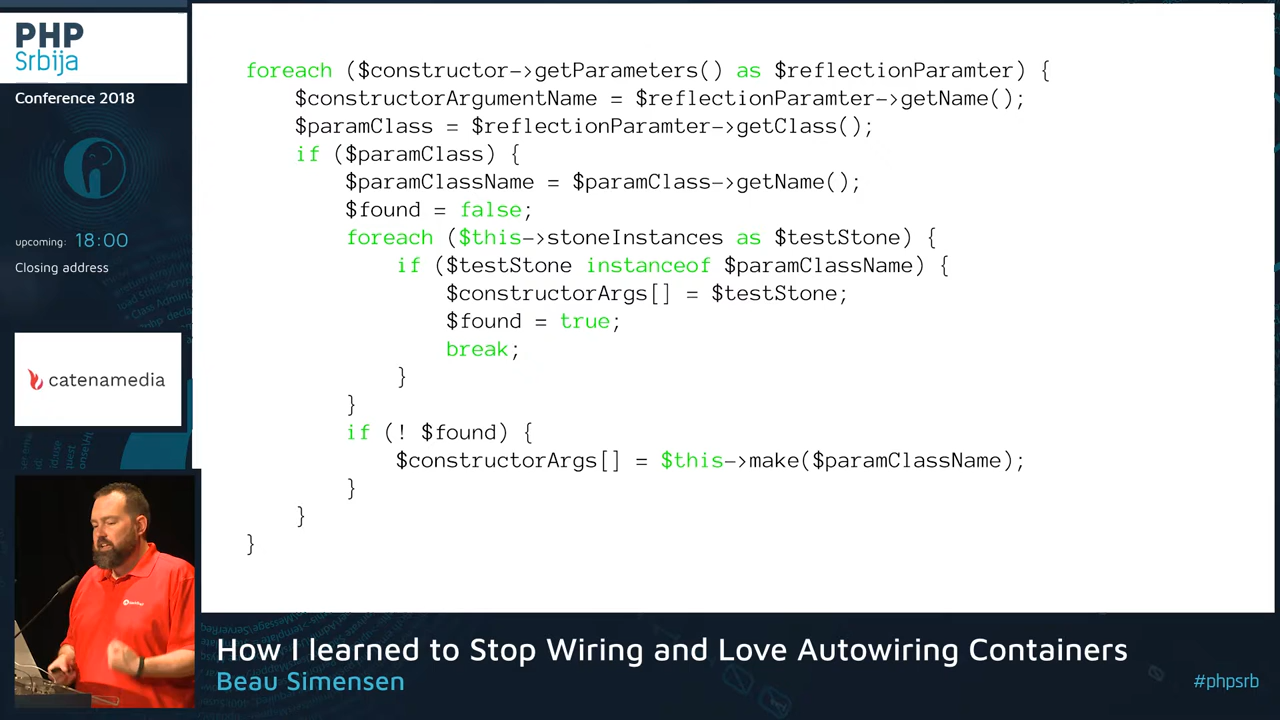 PHP
Srbija
Conference 2018
upcoming: 18:00
Closing address
catenamedia
foreach ($constructor->getParameters() as $reflectionParamter) {
    $constructorArgumentName = $reflectionParamter->getName();
    $paramClass = $reflectionParamter->getClass();
    if ($paramClass) {
        $paramClassName = $paramClass->getName();
        $found = false;
        foreach ($this->stoneInstances as $testStone) {
            if ($testStone instanceof $paramClassName) {
                $constructorArgs[] = $testStone;
                $found = true;
                break;
            }
        }
        if (! $found) {
            $constructorArgs[] = $this->make($paramClassName);
        }
    }
}
How I learned to Stop Wiring and Love Autowiring Containers
Beau Simensen
#phpsrb